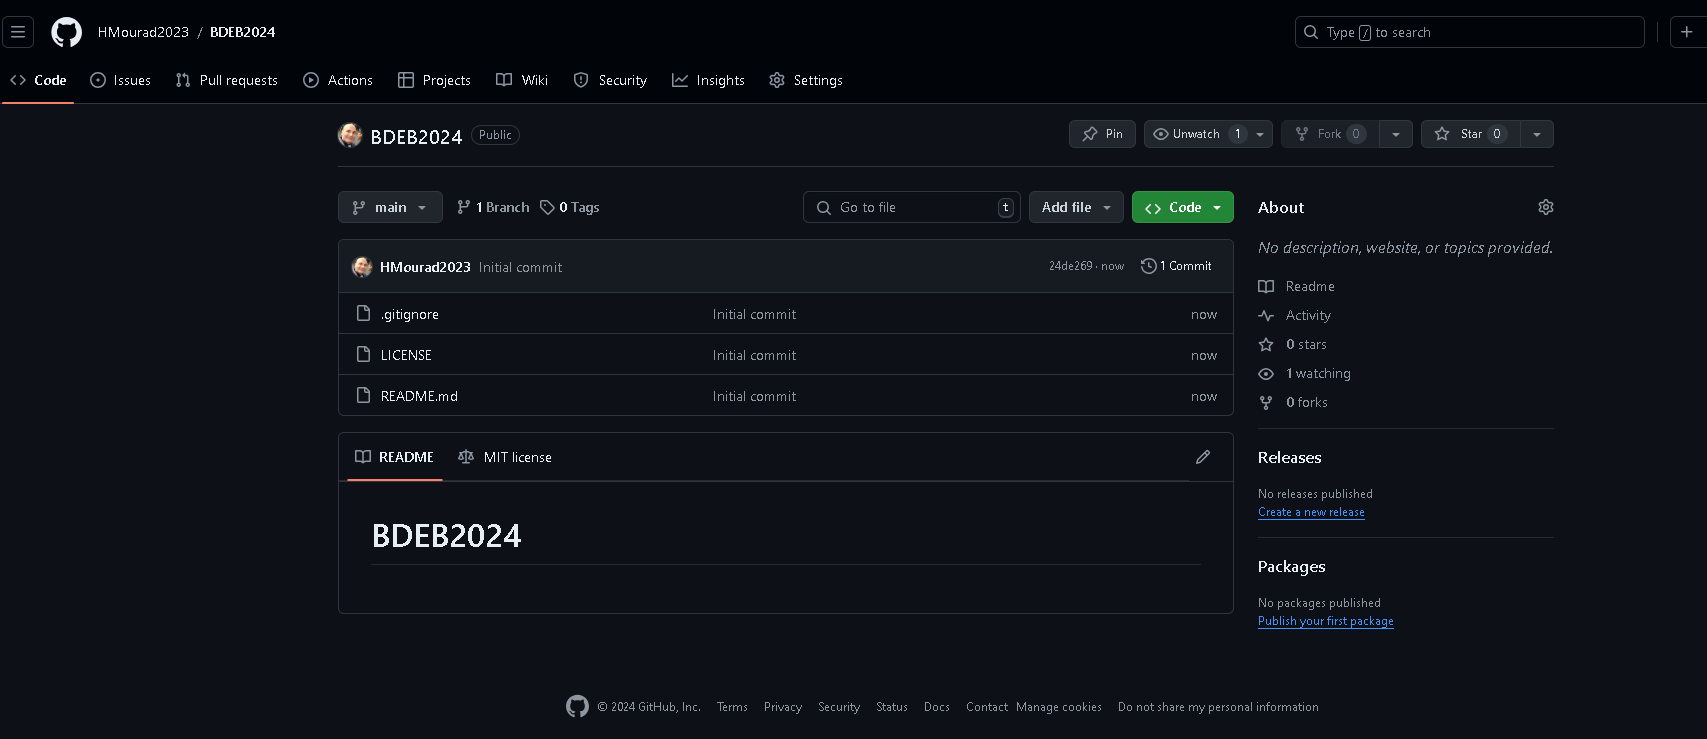 HMourad2023 / BDEB2024
Type / to search
Code Issues Pull requests Actions Projects Wiki Security Insights Settings
BDEB2024 Public
Pin Unwatch 1 Fork 0 Star 0
main 1 Branch 0 Tags
Go to file t Add file Code
HMourad2023 Initial commit 24de269 · now 1 Commit
.gitignore Initial commit now
LICENSE Initial commit now
README.md Initial commit now
README MIT license
BDEB2024
About
No description, website, or topics provided.
Readme
Activity
0 stars
1 watching
0 forks
Releases
No releases published
Create a new release
Packages
No packages published
Publish your first package
© 2024 GitHub, Inc. Terms Privacy Security Status Docs Contact Manage cookies Do not share my personal information